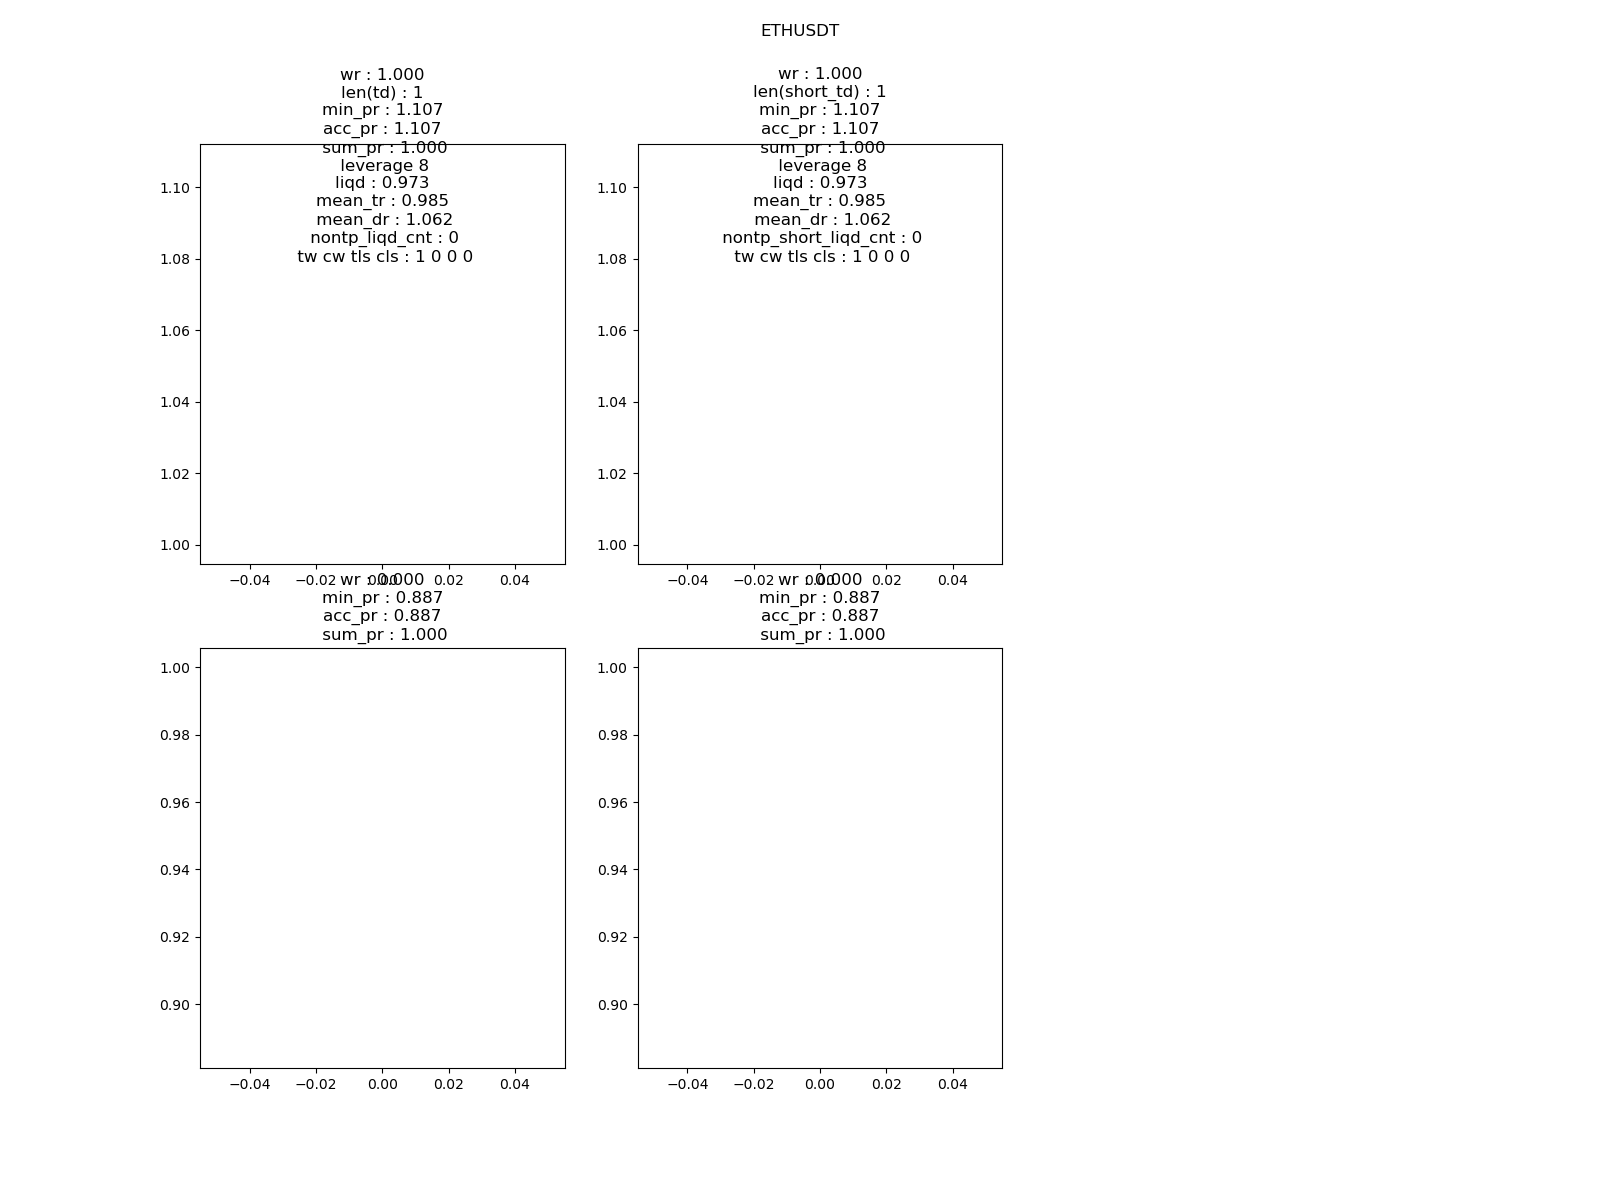 ETHUSDT
wr : 1.000
len(td) : 1
min_pr : 1.107
acc_pr : 1.107
sum_pr : 1.000
leverage 8
liqd : 0.973
mean_tr : 0.985
mean_dr : 1.062
nontp_liqd_cnt : 0
tw cw tls cls : 1 0 0 0
1.10
1.08
1.06
1.04
1.02
1.00
−0.04 −0.02 0.00 0.02 0.04
wr : 1.000
len(short_td) : 1
min_pr : 1.107
acc_pr : 1.107
sum_pr : 1.000
leverage 8
liqd : 0.973
mean_tr : 0.985
mean_dr : 1.062
nontp_short_liqd_cnt : 0
tw cw tls cls : 1 0 0 0
1.10
1.08
1.06
1.04
1.02
1.00
−0.04 −0.02 0.00 0.02 0.04
wr : 0.000
min_pr : 0.887
acc_pr : 0.887
sum_pr : 1.000
1.00
0.98
0.96
0.94
0.92
0.90
−0.04 −0.02 0.00 0.02 0.04
wr : 0.000
min_pr : 0.887
acc_pr : 0.887
sum_pr : 1.000
1.00
0.98
0.96
0.94
0.92
0.90
−0.04 −0.02 0.00 0.02 0.04